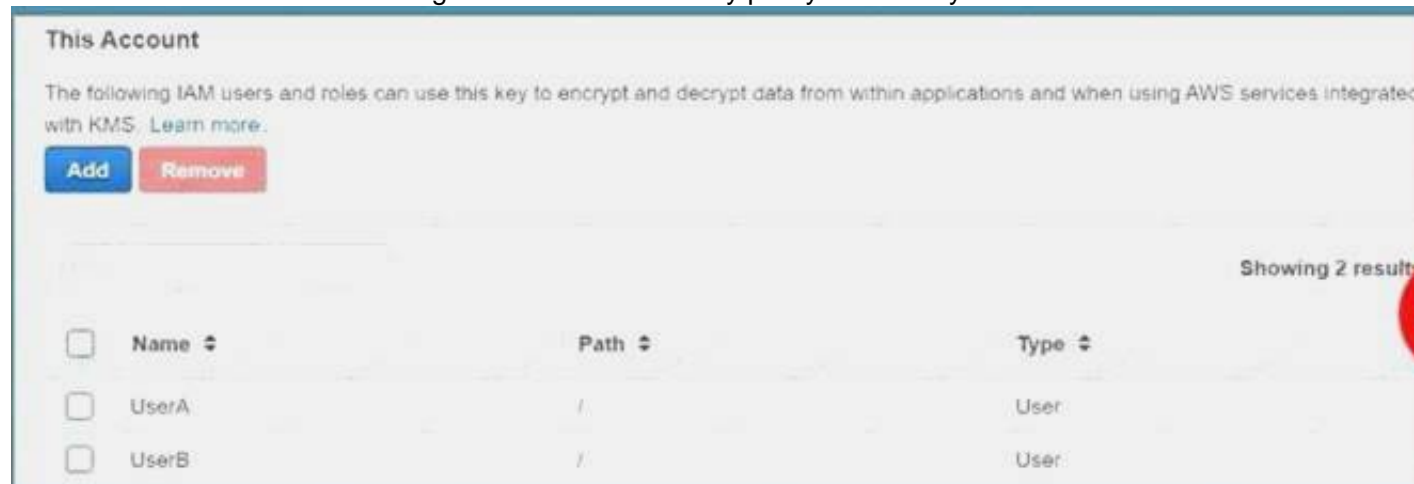 This Account
The following IAM users and roles can use this key to encrypt and decrypt data from within applications and when using AWS services integrated
with KMS. Learn more.
Add Remove
Showing 2 results
Name Path Type
UserA / User
UserB / User